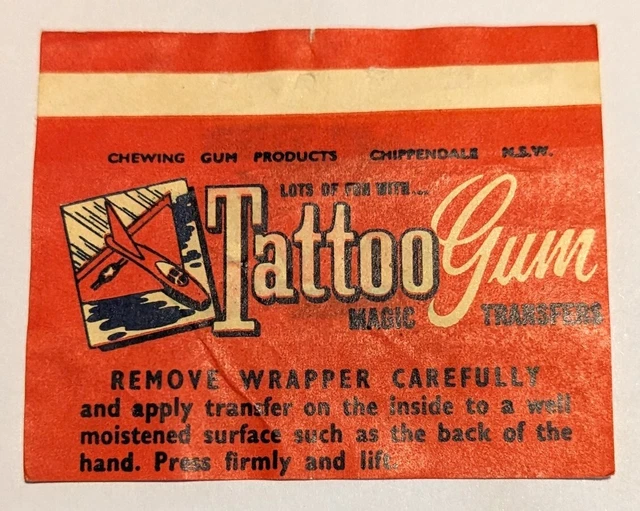 CHEWING GUM PRODUCTS CHIPPENDALE N.S.W.
LOTS OF FUN WITH...
Tattoo Gum
MAGIC TRANSFERS
REMOVE WRAPPER CAREFULLY
and apply transfer on the inside to a well
moistened surface such as the back of the
hand. Press firmly and lift.